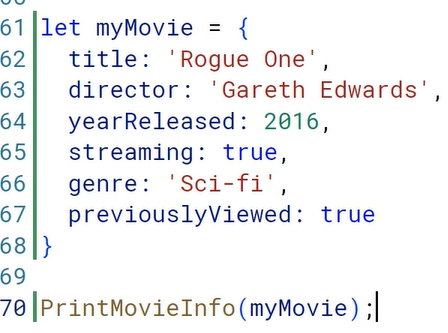 61 let myMovie = {
62   title: 'Rogue One',
63   director: 'Gareth Edwards',
64   yearReleased: 2016,
65   streaming: true,
66   genre: 'Sci-fi',
67   previouslyViewed: true
68 }
69
70 PrintMovieInfo(myMovie);